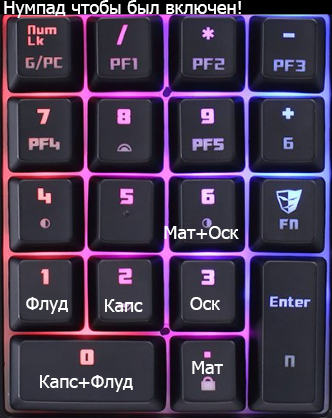 Нумпад чтобы был включен!
Num Lk / * -
G/PC PF1 PF2 PF3
7 8 9 +
PF4 PF5 6
4 5 6
Мат+Оск Fn
1 2 3 Enter
Флуд Капс Оск
0 . n
Капс+Флуд Мат